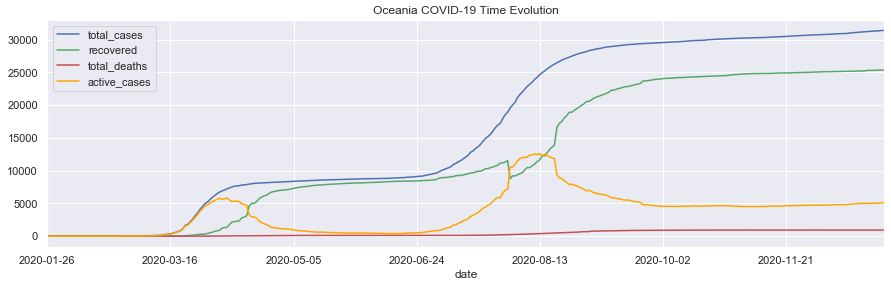 Oceania COVID-19 Time Evolution
total_cases
recovered
total_deaths
active_cases
30000
25000
20000
15000
10000
5000
0
2020-01-26 2020-03-16 2020-05-05 2020-06-24 2020-08-13 2020-10-02 2020-11-21
date